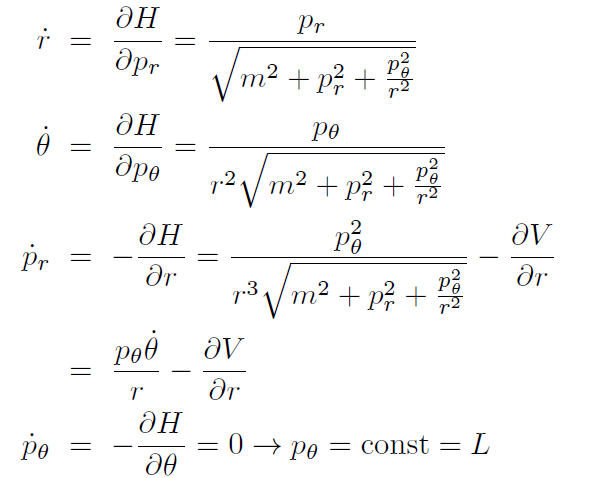 ṙ = ∂H/∂p_r = p_r/√(m² + p_r² + p_θ²/r²)
θ̇ = ∂H/∂p_θ = p_θ/(r²√(m² + p_r² + p_θ²/r²))
ṗ_r = −∂H/∂r = p_θ²/(r³√(m² + p_r² + p_θ²/r²)) − ∂V/∂r
= p_θθ̇/r − ∂V/∂r
ṗ_θ = −∂H/∂θ = 0 → p_θ = const = L